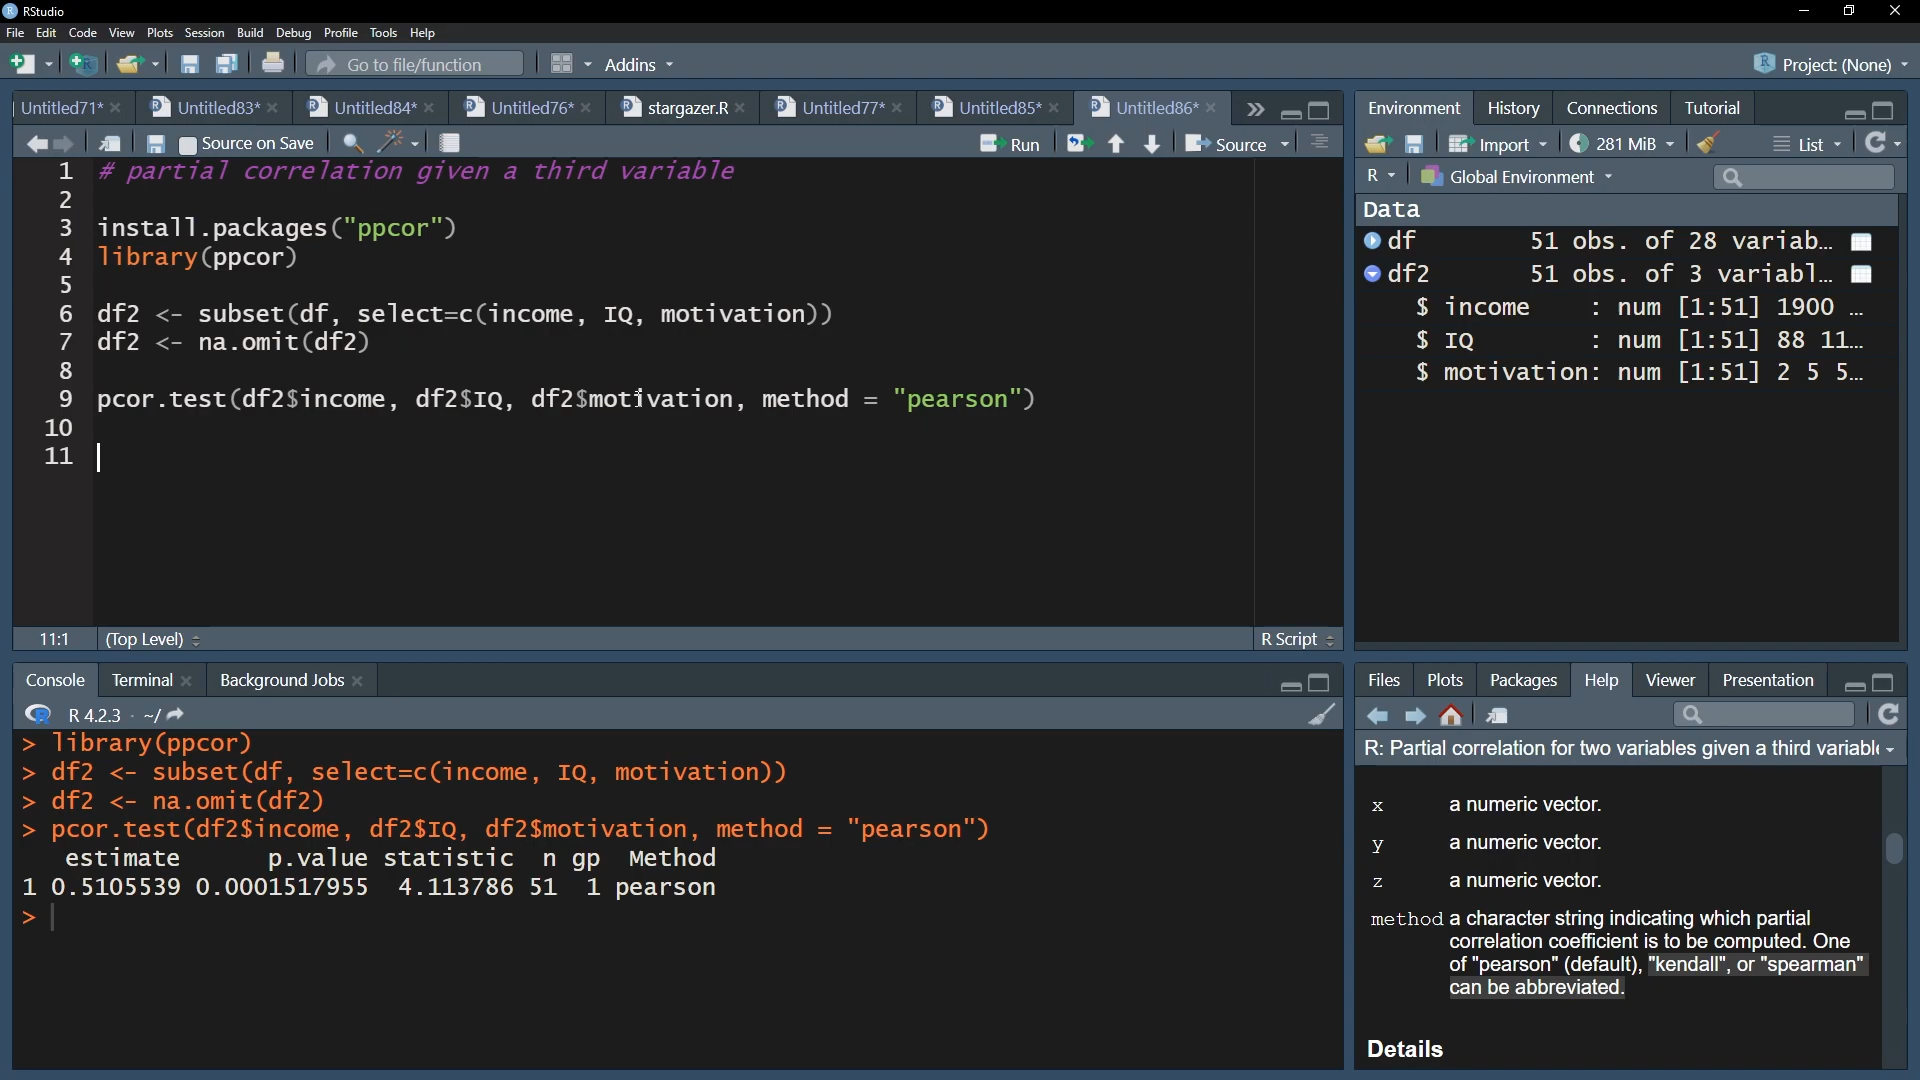 RStudio
File Edit Code View Plots Session Build Debug Profile Tools Help
Go to file/function Addins Project: (None)
Untitled71* Untitled83* Untitled84* Untitled76* stargazer.R Untitled77* Untitled85* Untitled86*
Source on Save Run Source
1 # partial correlation given a third variable
2
3 install.packages("ppcor")
4 library(ppcor)
5
6 df2 <- subset(df, select=c(income, IQ, motivation))
7 df2 <- na.omit(df2)
8
9 pcor.test(df2$income, df2$IQ, df2$motivation, method = "pearson")
10
11
11:1 (Top Level) R Script
Console Terminal Background Jobs
R 4.2.3 · ~/
> library(ppcor)
> df2 <- subset(df, select=c(income, IQ, motivation))
> df2 <- na.omit(df2)
> pcor.test(df2$income, df2$IQ, df2$motivation, method = "pearson")
estimate p.value statistic n gp Method
1 0.5105539 0.0001517955 4.113786 51 1 pearson
>
Environment History Connections Tutorial
Import 281 MiB List
R Global Environment
Data
df 51 obs. of 28 variab…
df2 51 obs. of 3 variabl…
$ income : num [1:51] 1900 …
$ IQ : num [1:51] 88 11…
$ motivation: num [1:51] 2 5 5…
Files Plots Packages Help Viewer Presentation
R: Partial correlation for two variables given a third variable
x a numeric vector.
y a numeric vector.
z a numeric vector.
method a character string indicating which partial
correlation coefficient is to be computed. One
of "pearson" (default), "kendall", or "spearman"
can be abbreviated.
Details